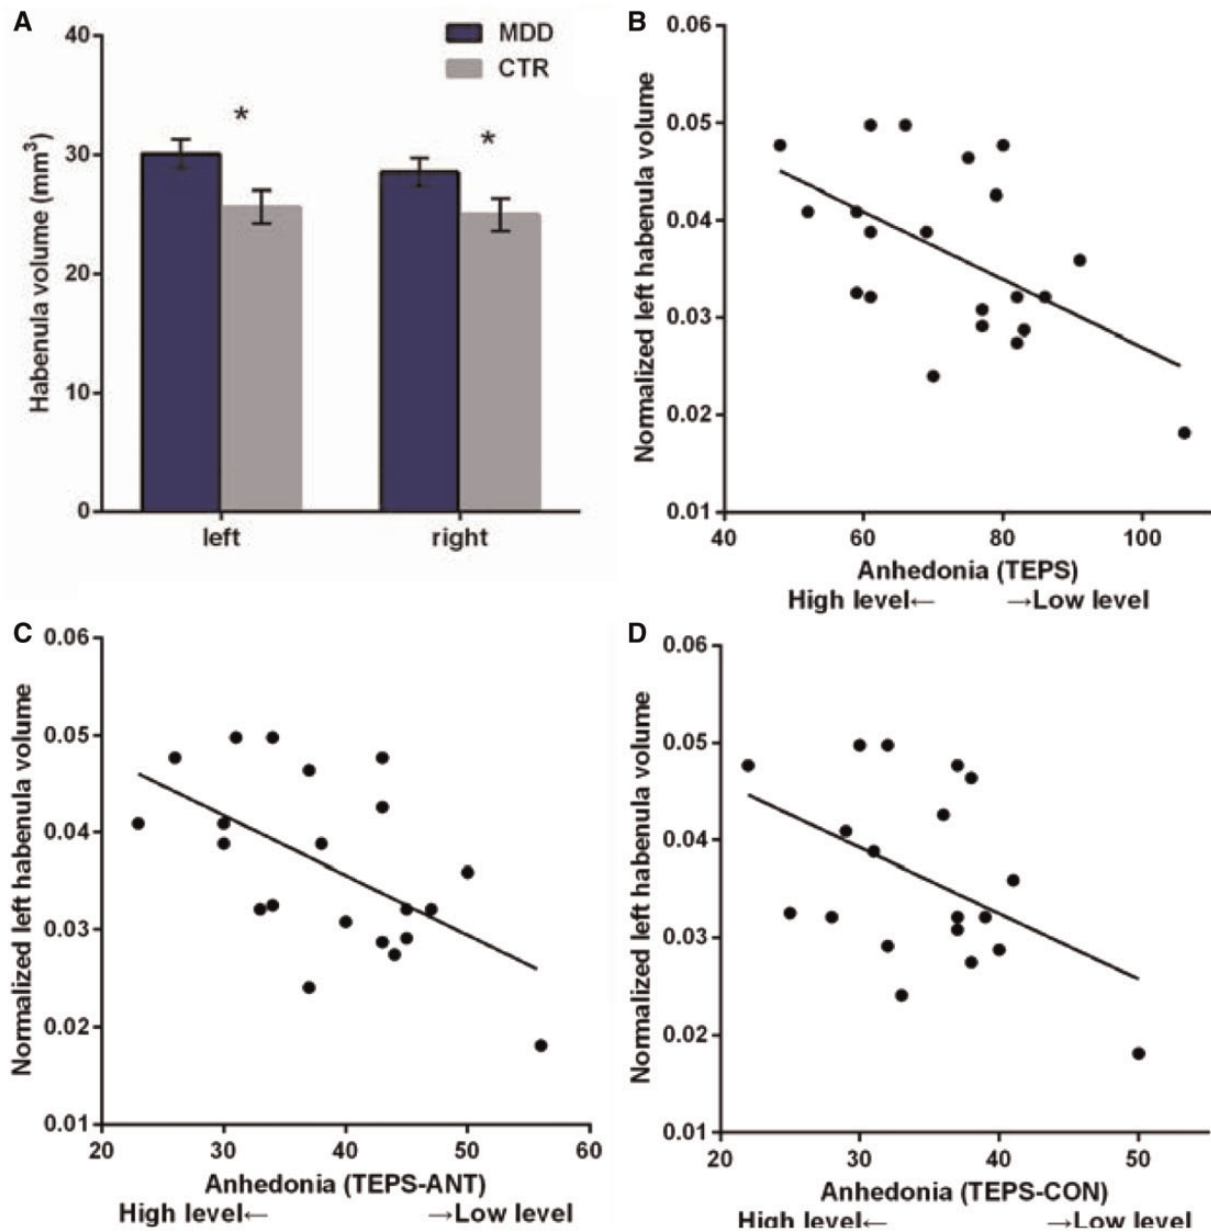 A
MDD
CTR
Habenula volume (mm³)
40
30
20
10
0
*
*
left
right
B
Normalized left habenula volume
0.06
0.05
0.04
0.03
0.02
0.01
40
60
80
100
Anhedonia (TEPS)
High level←
→Low level
C
Normalized left habenula volume
0.06
0.05
0.04
0.03
0.02
0.01
20
30
40
50
60
Anhedonia (TEPS-ANT)
High level←
→Low level
D
Normalized left habenula volume
0.06
0.05
0.04
0.03
0.02
0.01
20
30
40
50
Anhedonia (TEPS-CON)
High level←
→Low level